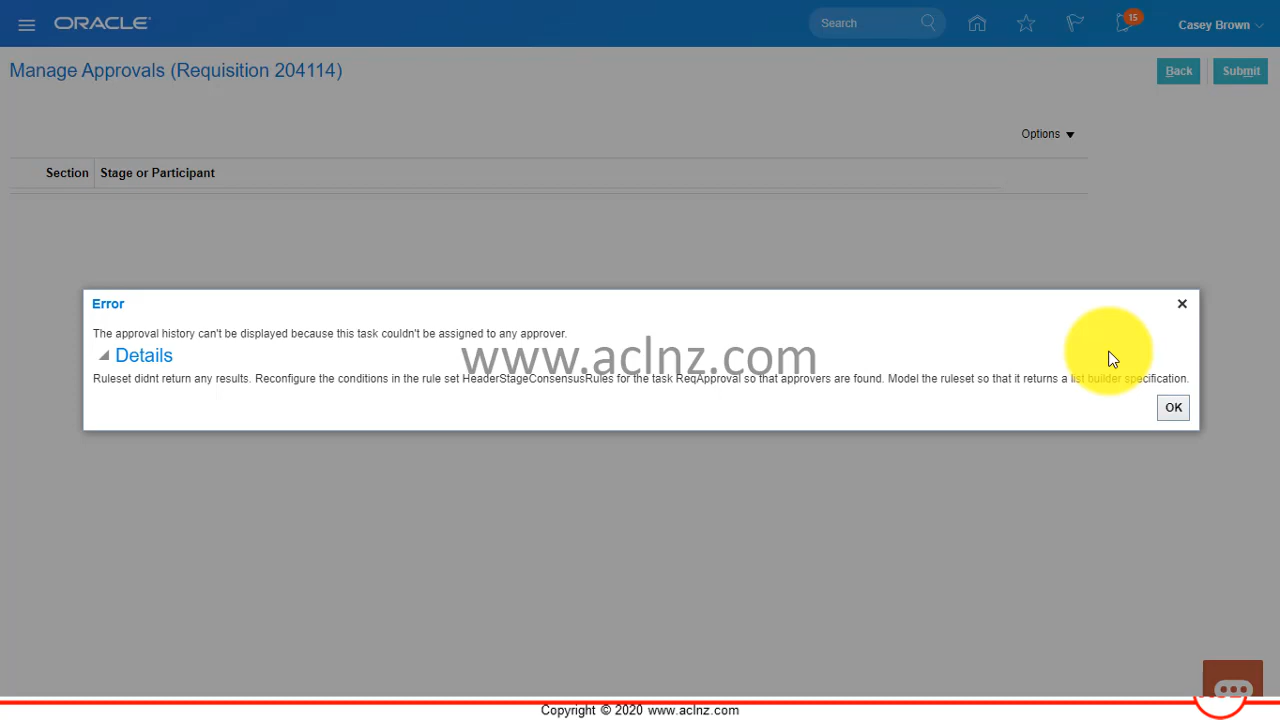 ORACLE
Search
15
Casey Brown
Manage Approvals (Requisition 204114)
Back
Submit
Options
Section
Stage or Participant
Error
The approval history can't be displayed because this task couldn't be assigned to any approver.
Details
www.aclnz.com
Ruleset didnt return any results. Reconfigure the conditions in the rule set HeaderStageConsensusRules for the task ReqApproval so that approvers are found. Model the ruleset so that it returns a list builder specification.
OK
Copyright © 2020 www.aclnz.com